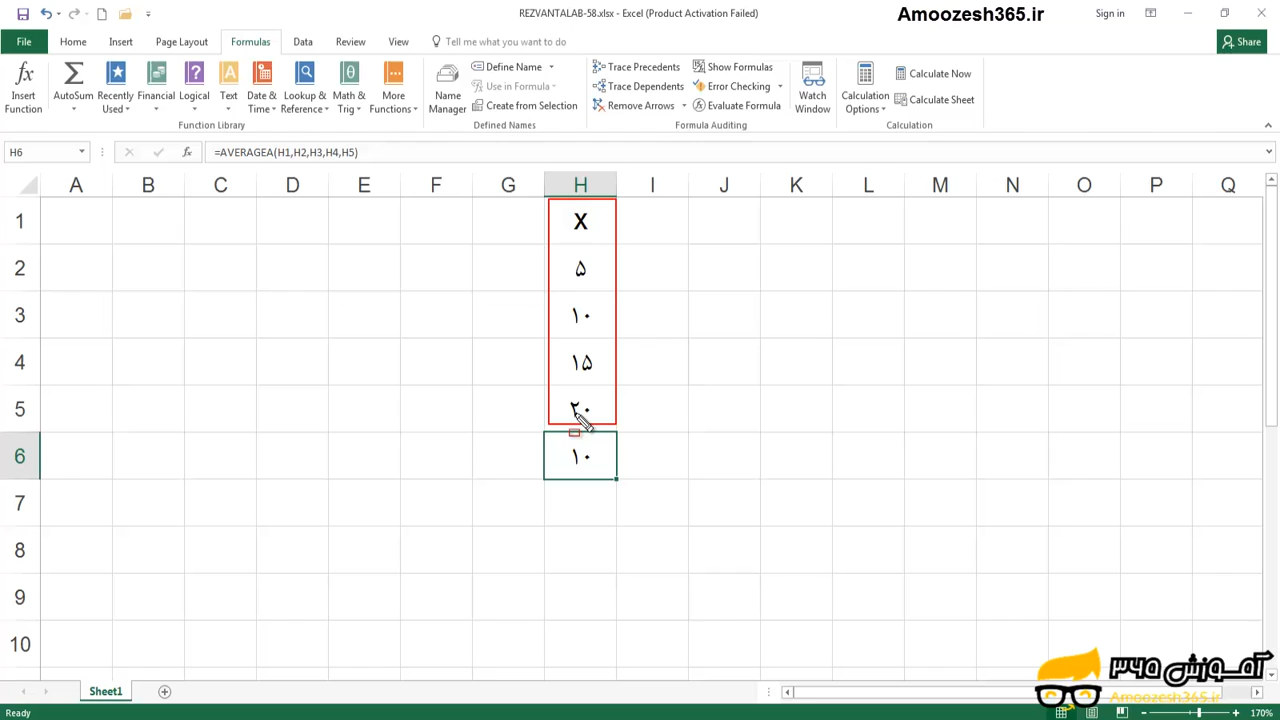 REZVANTALAB-58.xlsx - Excel (Product Activation Failed)
Amoozesh365.ir
Sign in
File Home Insert Page Layout Formulas Data Review View Tell me what you want to do
Share
Insert Function
AutoSum
Recently Used
Financial
Logical
Text
Date & Time
Lookup & Reference
Math & Trig
More Functions
Function Library
Name Manager
Define Name
Use in Formula
Create from Selection
Defined Names
Trace Precedents
Trace Dependents
Remove Arrows
Show Formulas
Error Checking
Evaluate Formula
Formula Auditing
Watch Window
Calculation Options
Calculate Now
Calculate Sheet
Calculation
H6 fx =AVERAGEA(H1,H2,H3,H4,H5)
A B C D E F G H I J K L M N O P Q
1 X
2 ۵
3 ۱۰
4 ۱۵
5 ۲۰
6 ۱۰
7
8
9
10
آموزش ۳۶۵
Amoozesh365.ir
Sheet1
Ready
170%